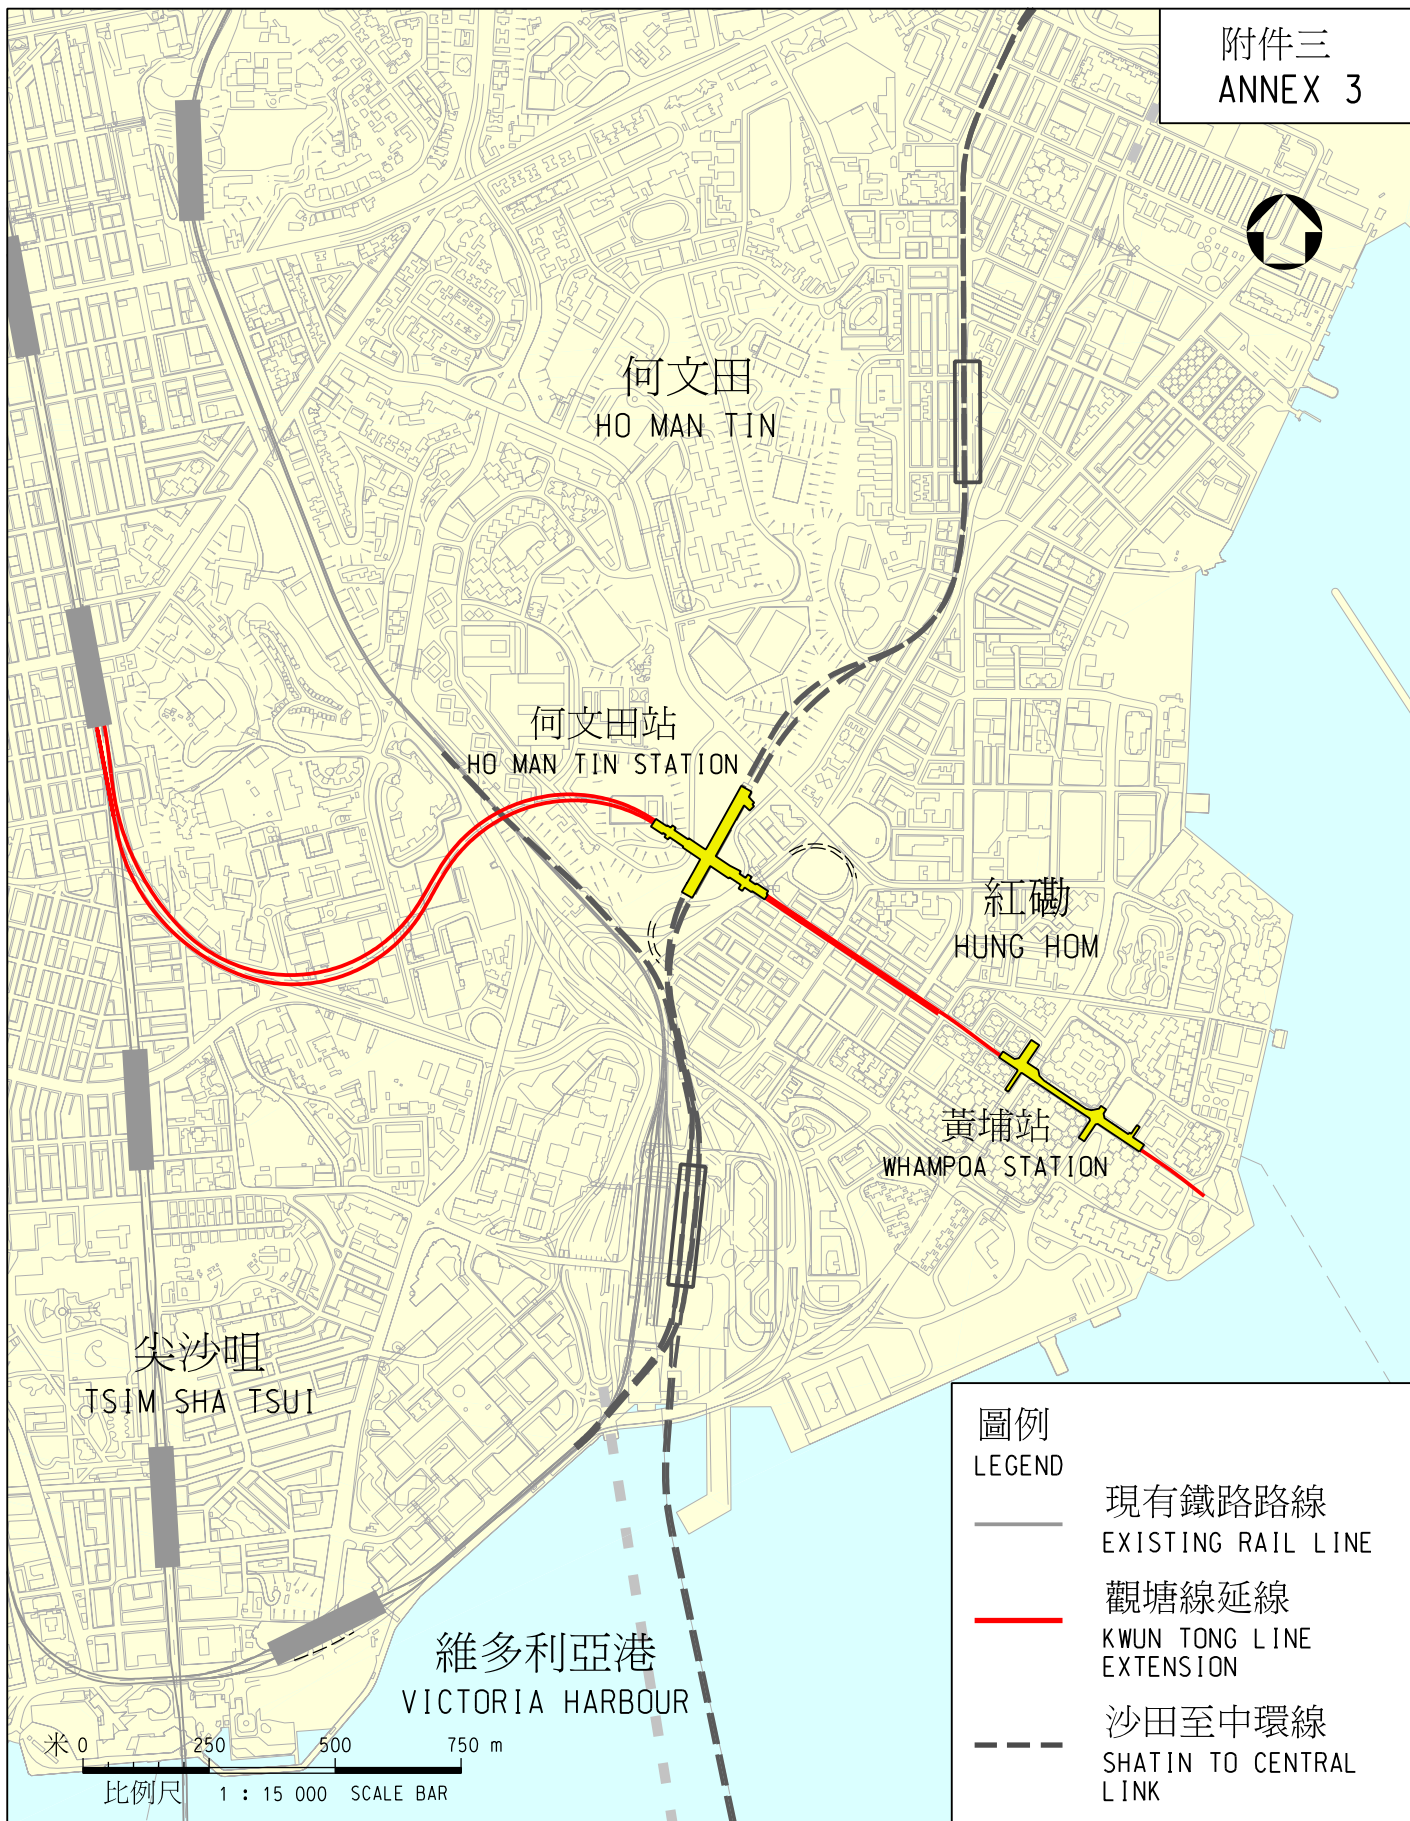 附件三
ANNEX 3
何文田
HO MAN TIN
何文田站
HO MAN TIN STATION
紅磡
HUNG HOM
黃埔站
WHAMPOA STATION
尖沙咀
TSIM SHA TSUI
維多利亞港
VICTORIA HARBOUR
米 0 250 500 750 m
比例尺 1 : 15 000 SCALE BAR
圖例
LEGEND
現有鐵路路線
EXISTING RAIL LINE
觀塘線延線
KWUN TONG LINE
EXTENSION
沙田至中環線
SHATIN TO CENTRAL
LINK